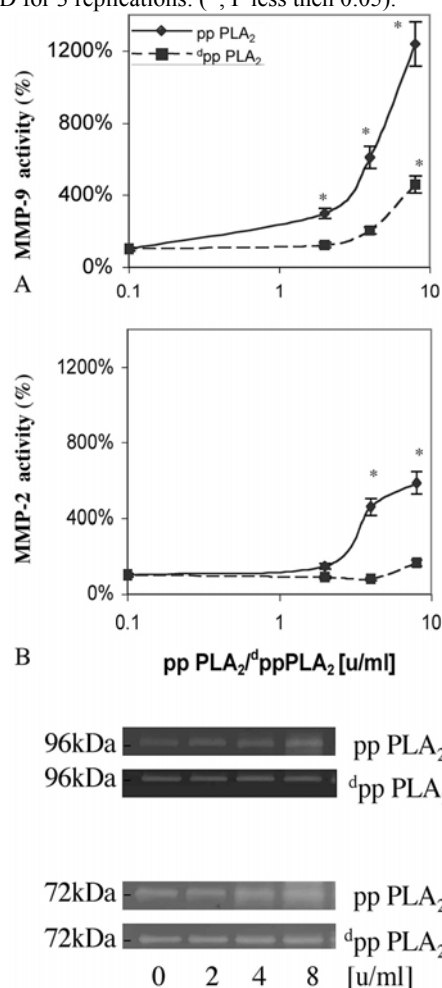 D for 3 replications. (*, P less then 0.05).
MMP-9 activity (%)
1200%
800%
400%
0%
pp PLA₂
ᵈpp PLA₂
*
*
*
*
0.1
1
10
A
MMP-2 activity (%)
1200%
800%
400%
0%
*
*
0.1
1
10
B
pp PLA₂/ᵈppPLA₂ [u/ml]
96kDa
pp PLA₂
96kDa
ᵈpp PLA
72kDa
pp PLA₂
72kDa
ᵈpp PLA₂
0 2 4 8 [u/ml]